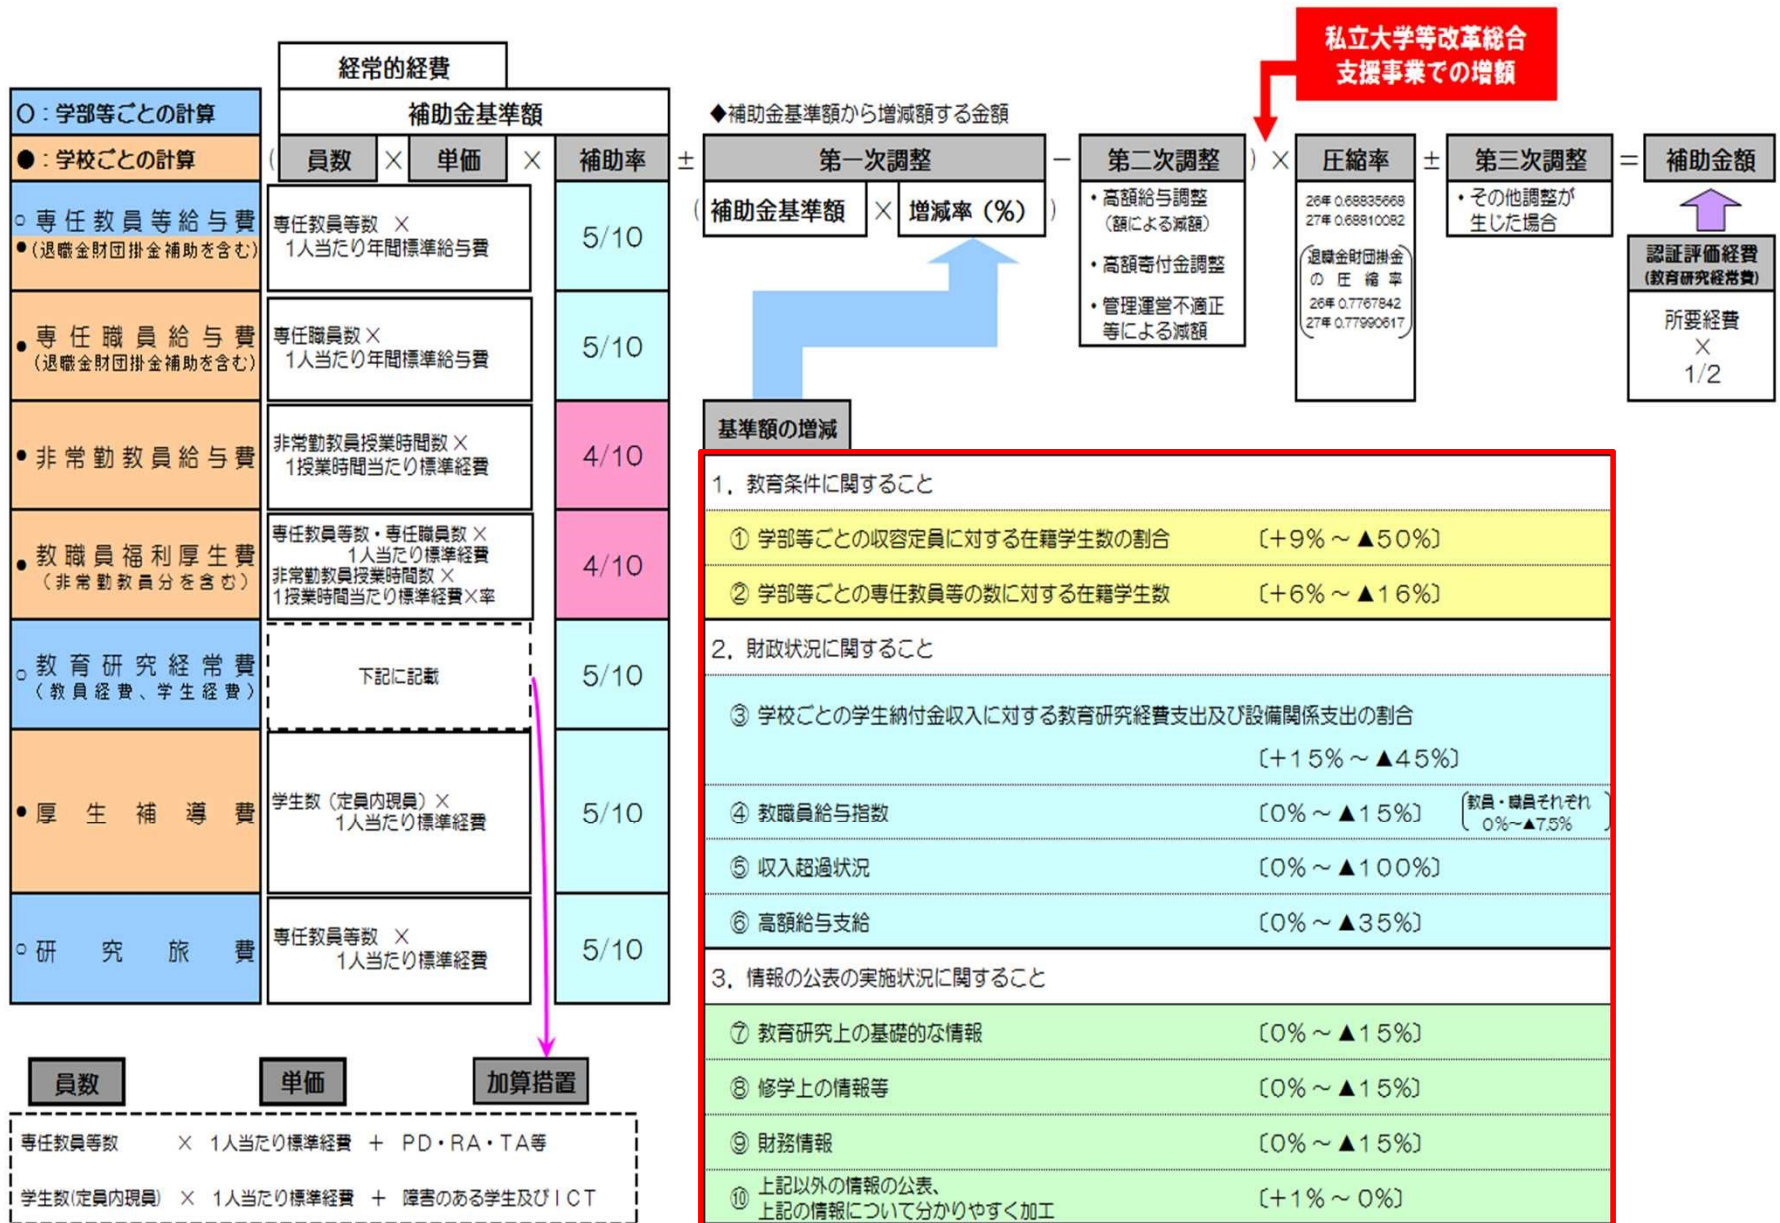 私立大学等改革総合
支援事業での増額
経常的経費
○：学部等ごとの計算
補助金基準額
◆補助金基準額から増減額する金額
●：学校ごとの計算
( 員数 × 単価 × 補助率 ± 第一次調整 － 第二次調整 ) × 圧縮率 ± 第三次調整 ＝ 補助金額
( 補助金基準額 × 増減率（%） )
・高額給与調整
（額による減額）
・高額寄付金調整
・管理運営不適正
等による減額
26年 0.68835668
27年 0.68810082
退職金財団掛金
の圧縮率
26年 0.7767842
27年 0.77990617
・その他調整が
生じた場合
認証評価経費
(教育研究経常費)
所要経費
×
1/2
○専任教員等給与費
●(退職金財団掛金補助を含む)
専任教員等数 ×
1人当たり年間標準給与費
5/10
●専任職員給与費
(退職金財団掛金補助を含む)
専任職員数×
1人当たり年間標準給与費
5/10
●非常勤教員給与費
非常勤教員授業時間数×
1授業時間当たり標準経費
4/10
●教職員福利厚生費
（非常勤教員分を含む）
専任教員等数・専任職員数×
1人当たり標準経費
非常勤教員授業時間数×
1授業時間当たり標準経費×率
4/10
○教育研究経常費
（教員経費、学生経費）
下記に記載
5/10
●厚生補導費
学生数（定員内現員）×
1人当たり標準経費
5/10
○研究旅費
専任教員等数 ×
1人当たり標準経費
5/10
基準額の増減
1．教育条件に関すること
① 学部等ごとの収容定員に対する在籍学生数の割合 〔+9%～▲50%〕
② 学部等ごとの専任教員等の数に対する在籍学生数 〔+6%～▲16%〕
2．財政状況に関すること
③ 学校ごとの学生納付金収入に対する教育研究経費支出及び設備関係支出の割合
〔+15%～▲45%〕
④ 教職員給与指数 〔0%～▲15%〕
教員・職員それぞれ
0%～▲7.5%
⑤ 収入超過状況 〔0%～▲100%〕
⑥ 高額給与支給 〔0%～▲35%〕
3．情報の公表の実施状況に関すること
⑦ 教育研究上の基礎的な情報 〔0%～▲15%〕
⑧ 修学上の情報等 〔0%～▲15%〕
⑨ 財務情報 〔0%～▲15%〕
⑩ 上記以外の情報の公表、
上記の情報について分かりやすく加工 〔+1%～0%〕
員数 単価 加算措置
専任教員等数 × 1人当たり標準経費 + PD・RA・TA等
学生数(定員内現員) × 1人当たり標準経費 + 障害のある学生及びICT